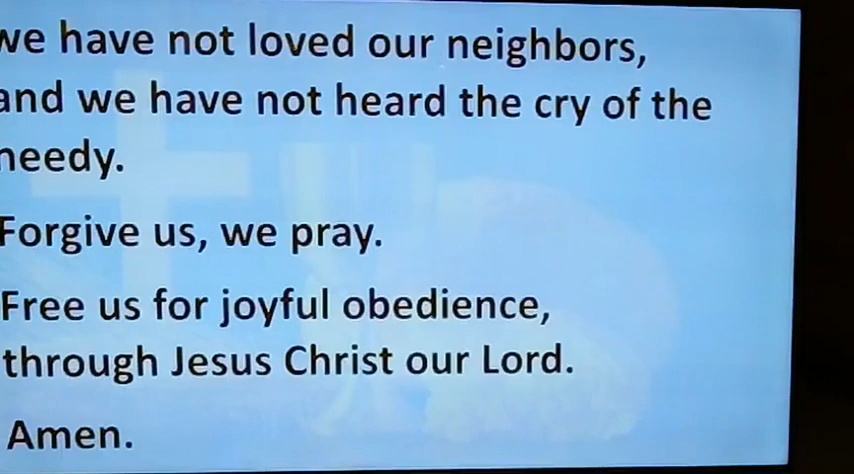 we have not loved our neighbors,
and we have not heard the cry of the
needy.
Forgive us, we pray.
Free us for joyful obedience,
through Jesus Christ our Lord.
Amen.